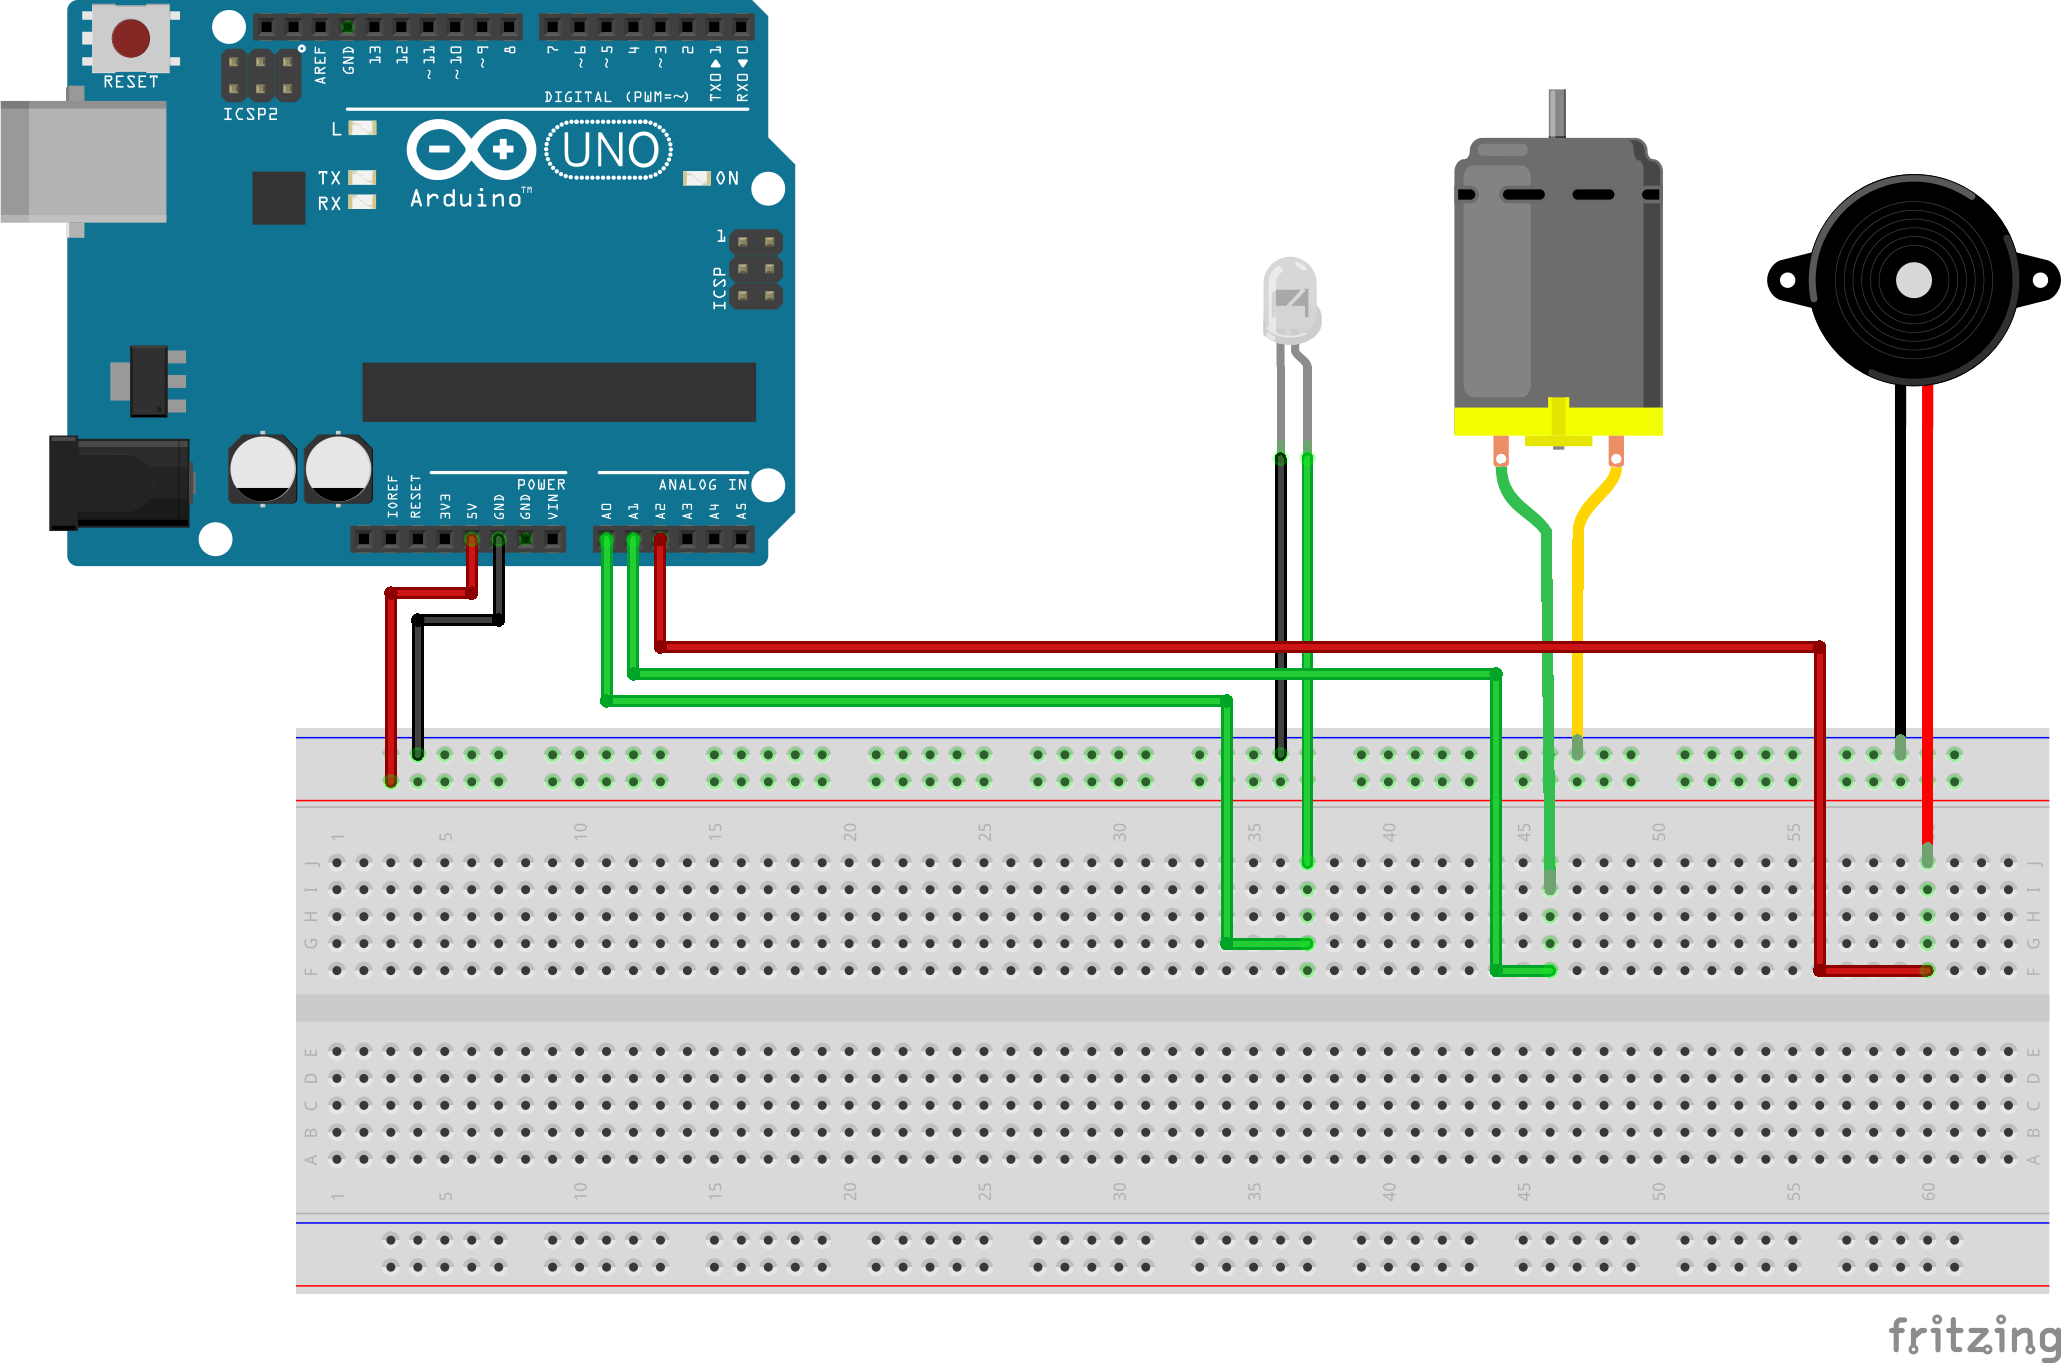 RESET
ICSP2
AREF
GND
13
12
~11
~10
~9
8
7
~6
~5
4
~3
2
TX0▶1
RX0◀0
DIGITAL (PWM=~)
L
TX
RX
UNO
Arduino™
ON
1
ICSP
POWER
ANALOG IN
IOREF
RESET
3V3
5V
GND
GND
VIN
A0
A1
A2
A3
A4
A5
1 5 10 15 20 25 30 35 40 45 50 55
J J
I I
H H
G G
F F
E E
D D
C C
B B
A A
1 5 10 15 20 25 30 35 40 45 50 55 60
fritzing